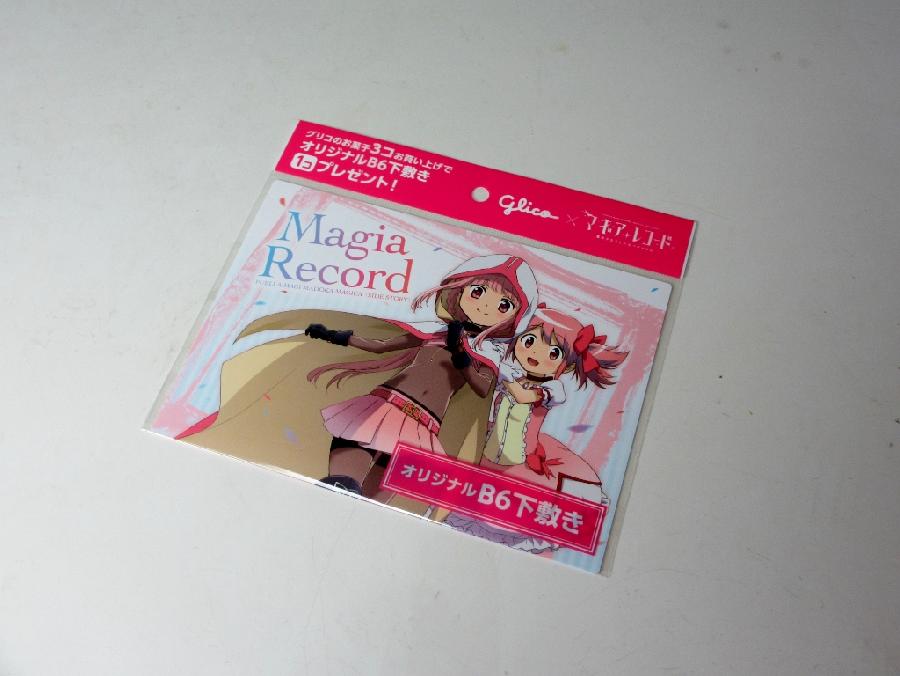 グリコのお菓子3コお買い上げで
オリジナルB6下敷き
1コプレゼント!
Glico × マギア+レコード
Magia
Record
PUELLA MAGI MADOKA MAGICA SIDE STORY
オリジナルB6下敷き